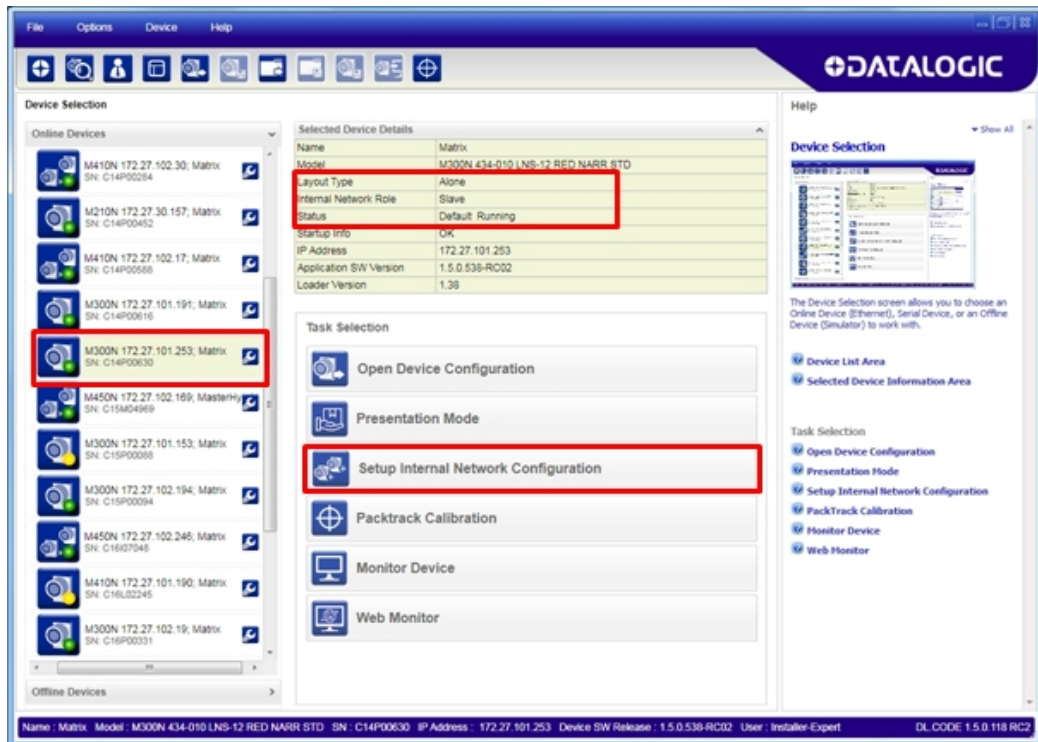 File Options Device Help
DATALOGIC
Device Selection
Online Devices
M410N 172.27.102.30; Matrix
SN: C14P00284
M210N 172.27.30.157; Matrix
SN: C14P00452
M410N 172.27.102.17; Matrix
SN: C14P00586
M300N 172.27.101.191; Matrix
SN: C14P00616
M300N 172.27.101.253; Matrix
SN: C14P00630
M450N 172.27.102.169; MasterHy
SN: C15M04969
M300N 172.27.101.153; Matrix
SN: C15P00088
M300N 172.27.102.194; Matrix
SN: C15P00094
M450N 172.27.102.246; Matrix
SN: C16I07048
M410N 172.27.101.190; Matrix
SN: C16L02245
M300N 172.27.102.19; Matrix
SN: C16P00331
Offline Devices
Selected Device Details
Name Matrix
Model M300N 434-010 LNS-12 RED NARR STD
Layout Type Alone
Internal Network Role Slave
Status Default Running
Startup Info OK
IP Address 172.27.101.253
Application SW Version 1.5.0.538-RC02
Loader Version 1.36
Task Selection
Open Device Configuration
Presentation Mode
Setup Internal Network Configuration
Packtrack Calibration
Monitor Device
Web Monitor
Help
Show All
Device Selection
The Device Selection screen allows you to choose an
Online Device (Ethernet), Serial Device, or an Offline
Device (Simulator) to work with.
Device List Area
Selected Device Information Area
Task Selection
Open Device Configuration
Presentation Mode
Setup Internal Network Configuration
PackTrack Calibration
Monitor Device
Web Monitor
Name : Matrix Model : M300N 434-010 LNS-12 RED NARR STD SN : C14P00630 IP Address : 172.27.101.253 Device SW Release : 1.5.0.538-RC02 User : Installer-Expert DL.CODE 1.5.0.118 RC2